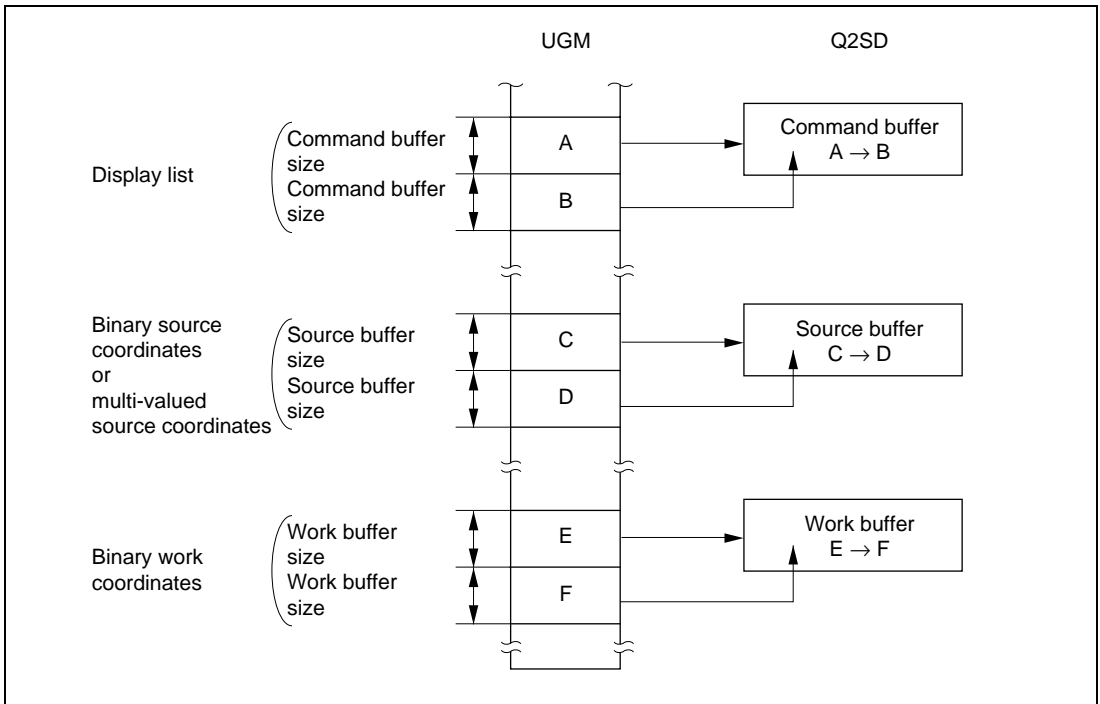 UGM
Q2SD
Display list
Command buffer
size
Command buffer
size
A
B
Command buffer
A → B
Binary source
coordinates
or
multi-valued
source coordinates
Source buffer
size
Source buffer
size
C
D
Source buffer
C → D
Binary work
coordinates
Work buffer
size
Work buffer
size
E
F
Work buffer
E → F